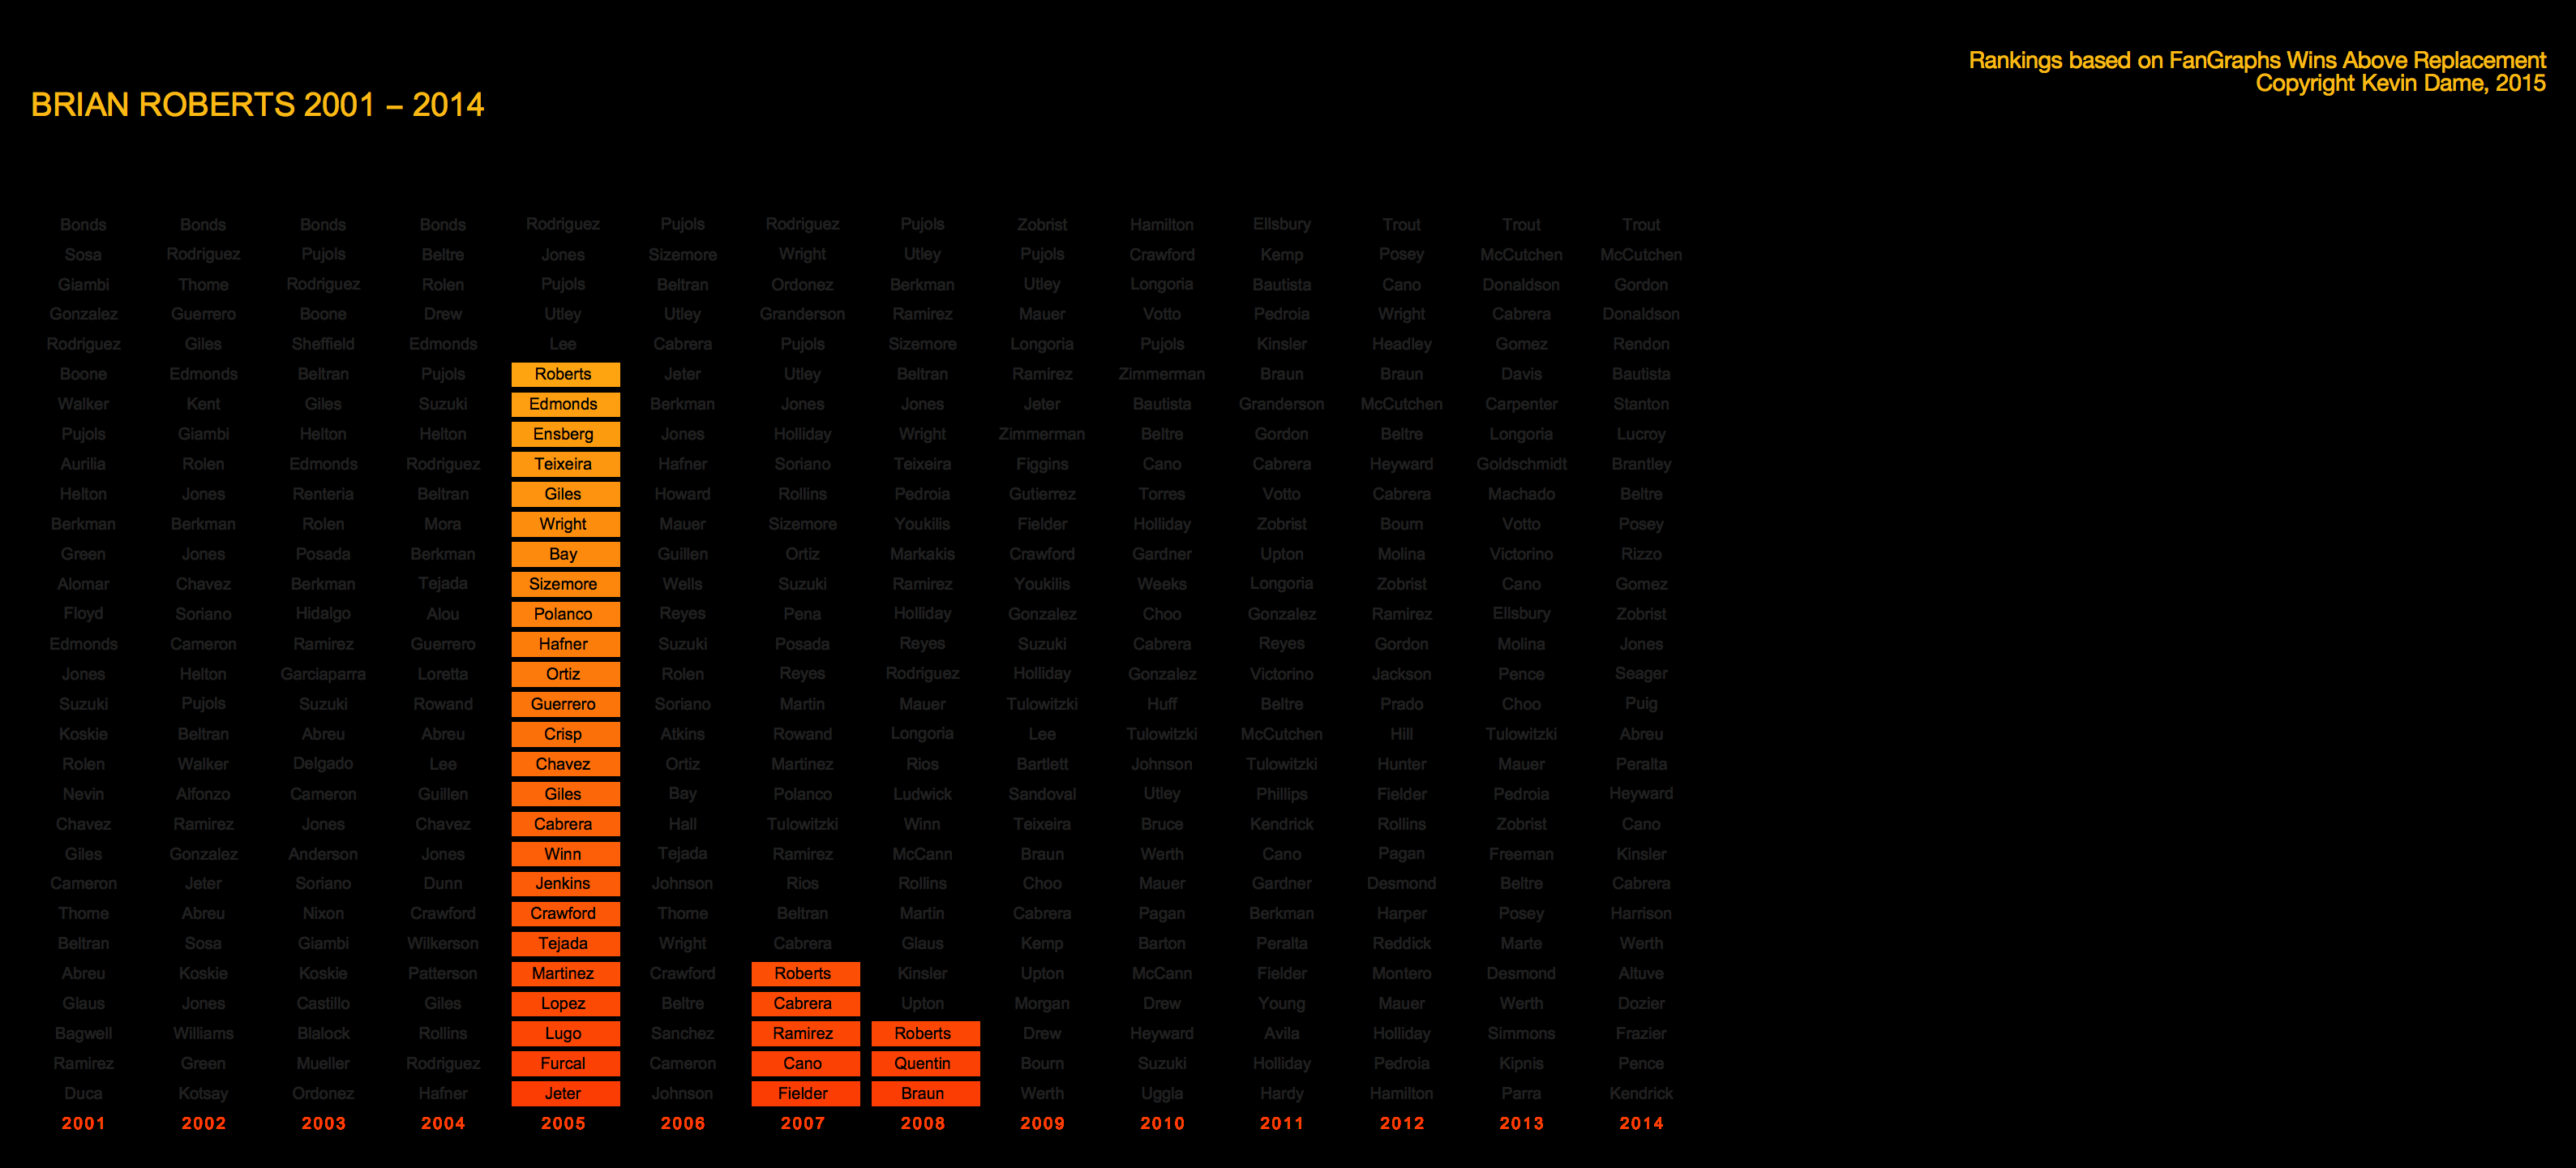 Rankings based on FanGraphs Wins Above Replacement
Copyright Kevin Dame, 2015
BRIAN ROBERTS 2001 – 2014
Bonds Bonds Bonds Bonds Rodriguez Pujols Rodriguez Pujols Zobrist Hamilton Ellsbury Trout Trout Trout
Sosa Rodriguez Pujols Beltre Jones Sizemore Wright Utley Pujols Crawford Kemp Posey McCutchen McCutchen
Giambi Thome Rodriguez Rolen Pujols Beltran Ordonez Berkman Utley Longoria Bautista Cano Donaldson Gordon
Gonzalez Guerrero Boone Drew Utley Utley Granderson Ramirez Mauer Votto Pedroia Wright Cabrera Donaldson
Rodriguez Giles Sheffield Edmonds Lee Cabrera Pujols Sizemore Longoria Pujols Kinsler Headley Gomez Rendon
Boone Edmonds Beltran Pujols Roberts Jeter Utley Beltran Ramirez Zimmerman Braun Braun Davis Bautista
Walker Kent Giles Suzuki Edmonds Berkman Jones Jones Jeter Bautista Granderson McCutchen Carpenter Stanton
Pujols Giambi Helton Helton Ensberg Jones Holliday Wright Zimmerman Beltre Gordon Beltre Longoria Lucroy
Aurilia Rolen Edmonds Rodriguez Teixeira Hafner Soriano Teixeira Figgins Cano Cabrera Heyward Goldschmidt Brantley
Helton Jones Renteria Beltran Giles Howard Rollins Pedroia Gutierrez Torres Votto Cabrera Machado Beltre
Berkman Berkman Rolen Mora Wright Mauer Sizemore Youkilis Fielder Holliday Zobrist Bourn Votto Posey
Green Jones Posada Berkman Bay Guillen Ortiz Markakis Crawford Gardner Upton Molina Victorino Rizzo
Alomar Chavez Berkman Tejada Sizemore Wells Suzuki Ramirez Youkilis Weeks Longoria Zobrist Cano Gomez
Floyd Soriano Hidalgo Alou Polanco Reyes Pena Holliday Gonzalez Choo Gonzalez Ramirez Ellsbury Zobrist
Edmonds Cameron Ramirez Guerrero Hafner Suzuki Posada Reyes Suzuki Cabrera Reyes Gordon Molina Jones
Jones Helton Garciaparra Loretta Ortiz Rolen Reyes Rodriguez Holliday Gonzalez Victorino Jackson Pence Seager
Suzuki Pujols Suzuki Rowand Guerrero Soriano Martin Mauer Tulowitzki Huff Beltre Prado Choo Puig
Koskie Beltran Abreu Abreu Crisp Atkins Rowand Longoria Lee Tulowitzki McCutchen Hill Tulowitzki Abreu
Rolen Walker Delgado Lee Chavez Ortiz Martinez Rios Bartlett Johnson Tulowitzki Hunter Mauer Peralta
Nevin Alfonzo Cameron Guillen Giles Bay Polanco Ludwick Sandoval Utley Phillips Fielder Pedroia Heyward
Chavez Ramirez Jones Chavez Cabrera Hall Tulowitzki Winn Teixeira Bruce Kendrick Rollins Zobrist Cano
Giles Gonzalez Anderson Jones Winn Tejada Ramirez McCann Braun Werth Cano Pagan Freeman Kinsler
Cameron Jeter Soriano Dunn Jenkins Johnson Rios Rollins Choo Mauer Gardner Desmond Beltre Cabrera
Thome Abreu Nixon Crawford Crawford Thome Beltran Martin Cabrera Pagan Berkman Harper Posey Harrison
Beltran Sosa Giambi Wilkerson Tejada Wright Cabrera Glaus Kemp Barton Peralta Reddick Marte Werth
Abreu Koskie Koskie Patterson Martinez Crawford Roberts Kinsler Upton McCann Fielder Montero Desmond Altuve
Glaus Jones Castillo Giles Lopez Beltre Cabrera Upton Morgan Drew Young Mauer Werth Dozier
Bagwell Williams Blalock Rollins Lugo Sanchez Ramirez Roberts Drew Heyward Avila Holliday Simmons Frazier
Ramirez Green Mueller Rodriguez Furcal Cameron Cano Quentin Bourn Suzuki Holliday Pedroia Kipnis Pence
Duca Kotsay Ordonez Hafner Jeter Johnson Fielder Braun Werth Uggla Hardy Hamilton Parra Kendrick
2001 2002 2003 2004 2005 2006 2007 2008 2009 2010 2011 2012 2013 2014